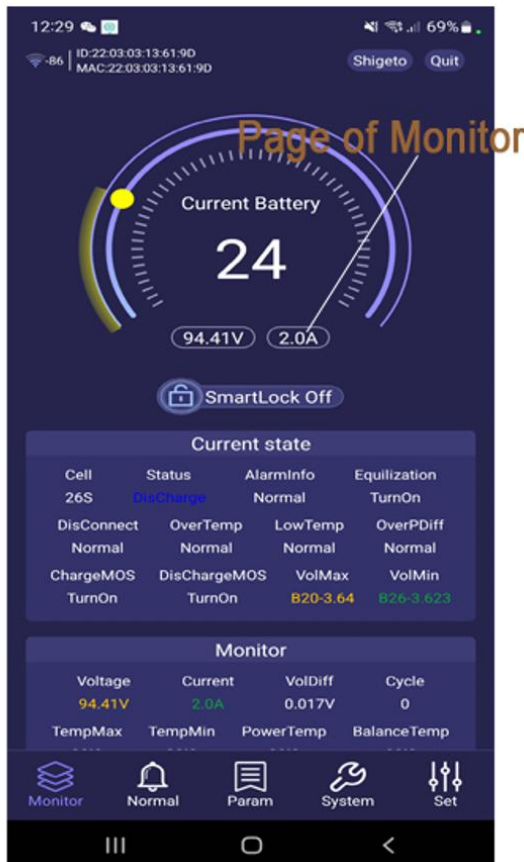 12:29 69%
-86 ID:22:03:03:13:61:9D
MAC:22:03:03:13:61:9D
Shigeto Quit
Page of Monitor
Current Battery
24
94.41V 2.0A
SmartLock Off
Current state
Cell Status AlarmInfo Equilization
26S DisCharge Normal TurnOn
DisConnect OverTemp LowTemp OverPDiff
Normal Normal Normal Normal
ChargeMOS DisChargeMOS VolMax VolMin
TurnOn TurnOn B20-3.64 B26-3.623
Monitor
Voltage Current VolDiff Cycle
94.41V 2.0A 0.017V 0
TempMax TempMin PowerTemp BalanceTemp
Monitor Normal Param System Set